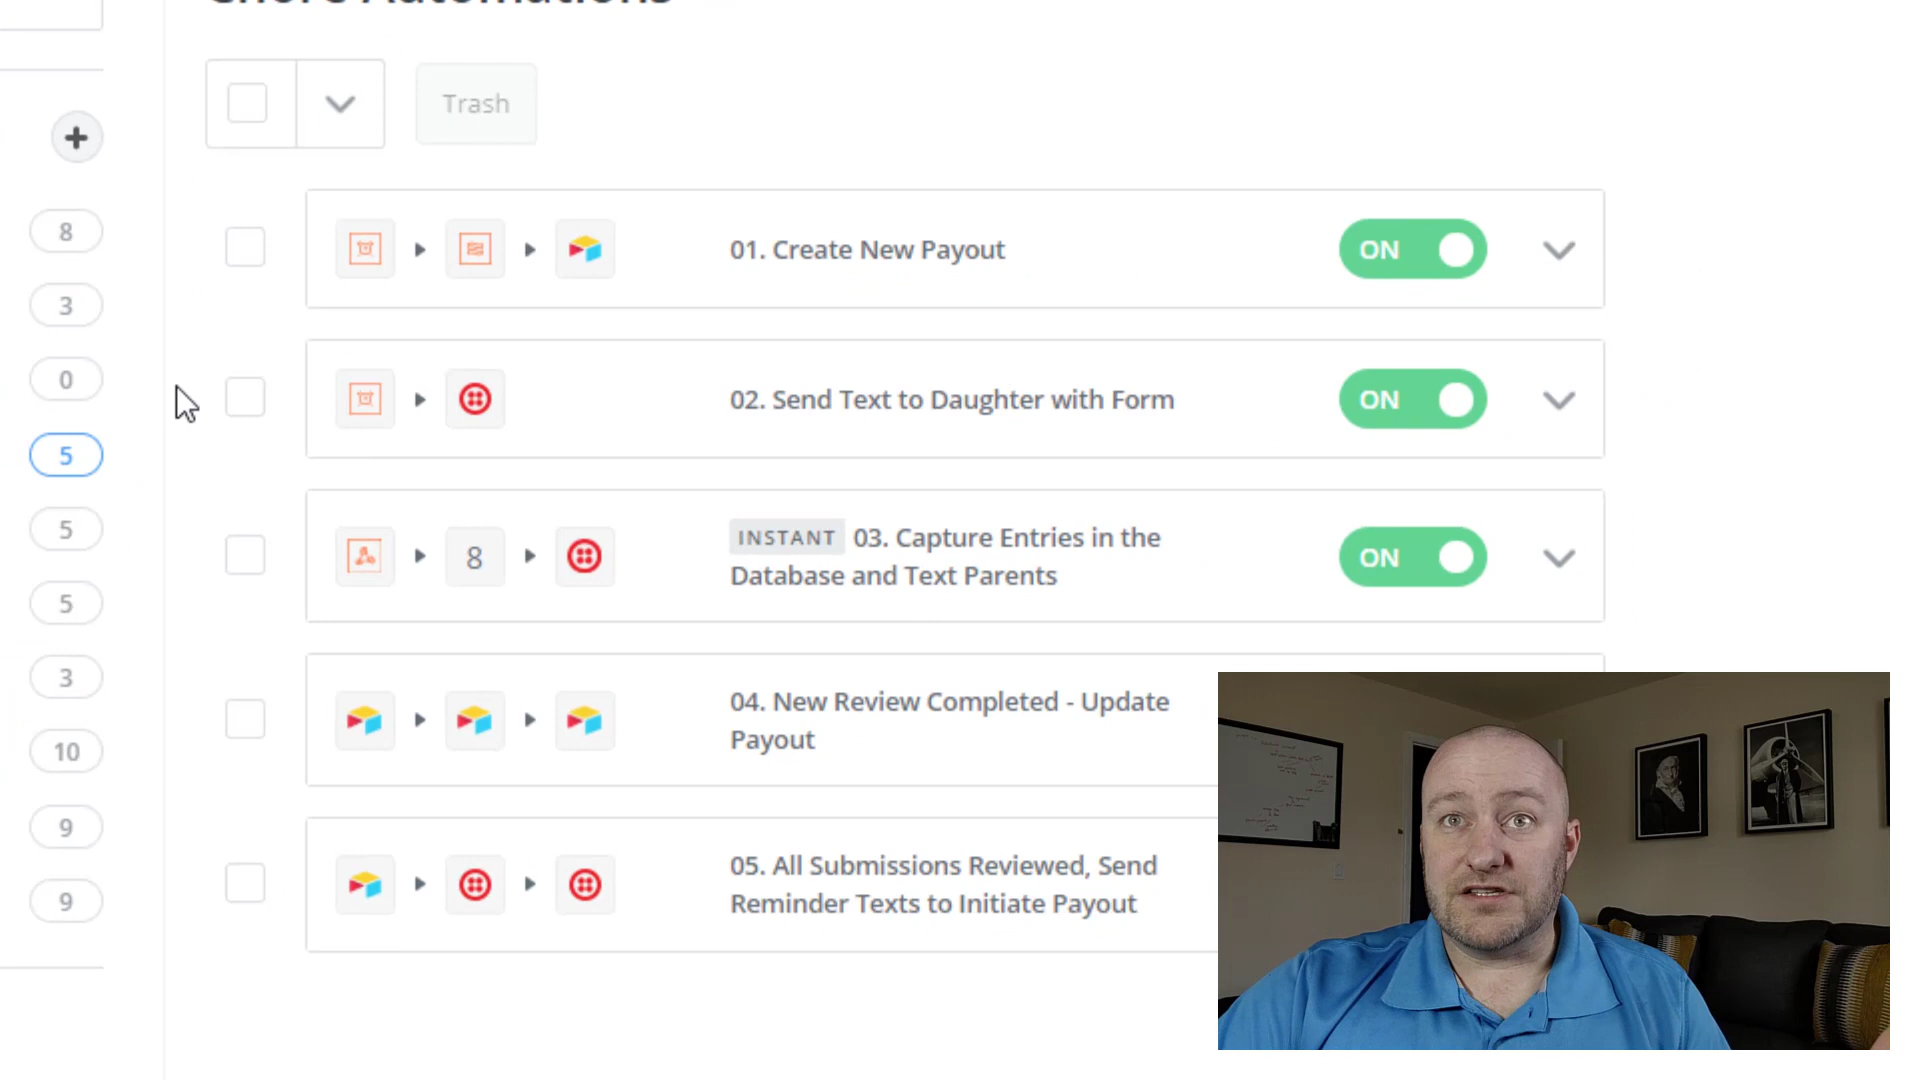 Chore Automations
Trash
8
3
0
5
5
5
3
10
9
9
01. Create New Payout
ON
02. Send Text to Daughter with Form
ON
8
INSTANT 03. Capture Entries in the
Database and Text Parents
ON
04. New Review Completed - Update
Payout
05. All Submissions Reviewed, Send
Reminder Texts to Initiate Payout